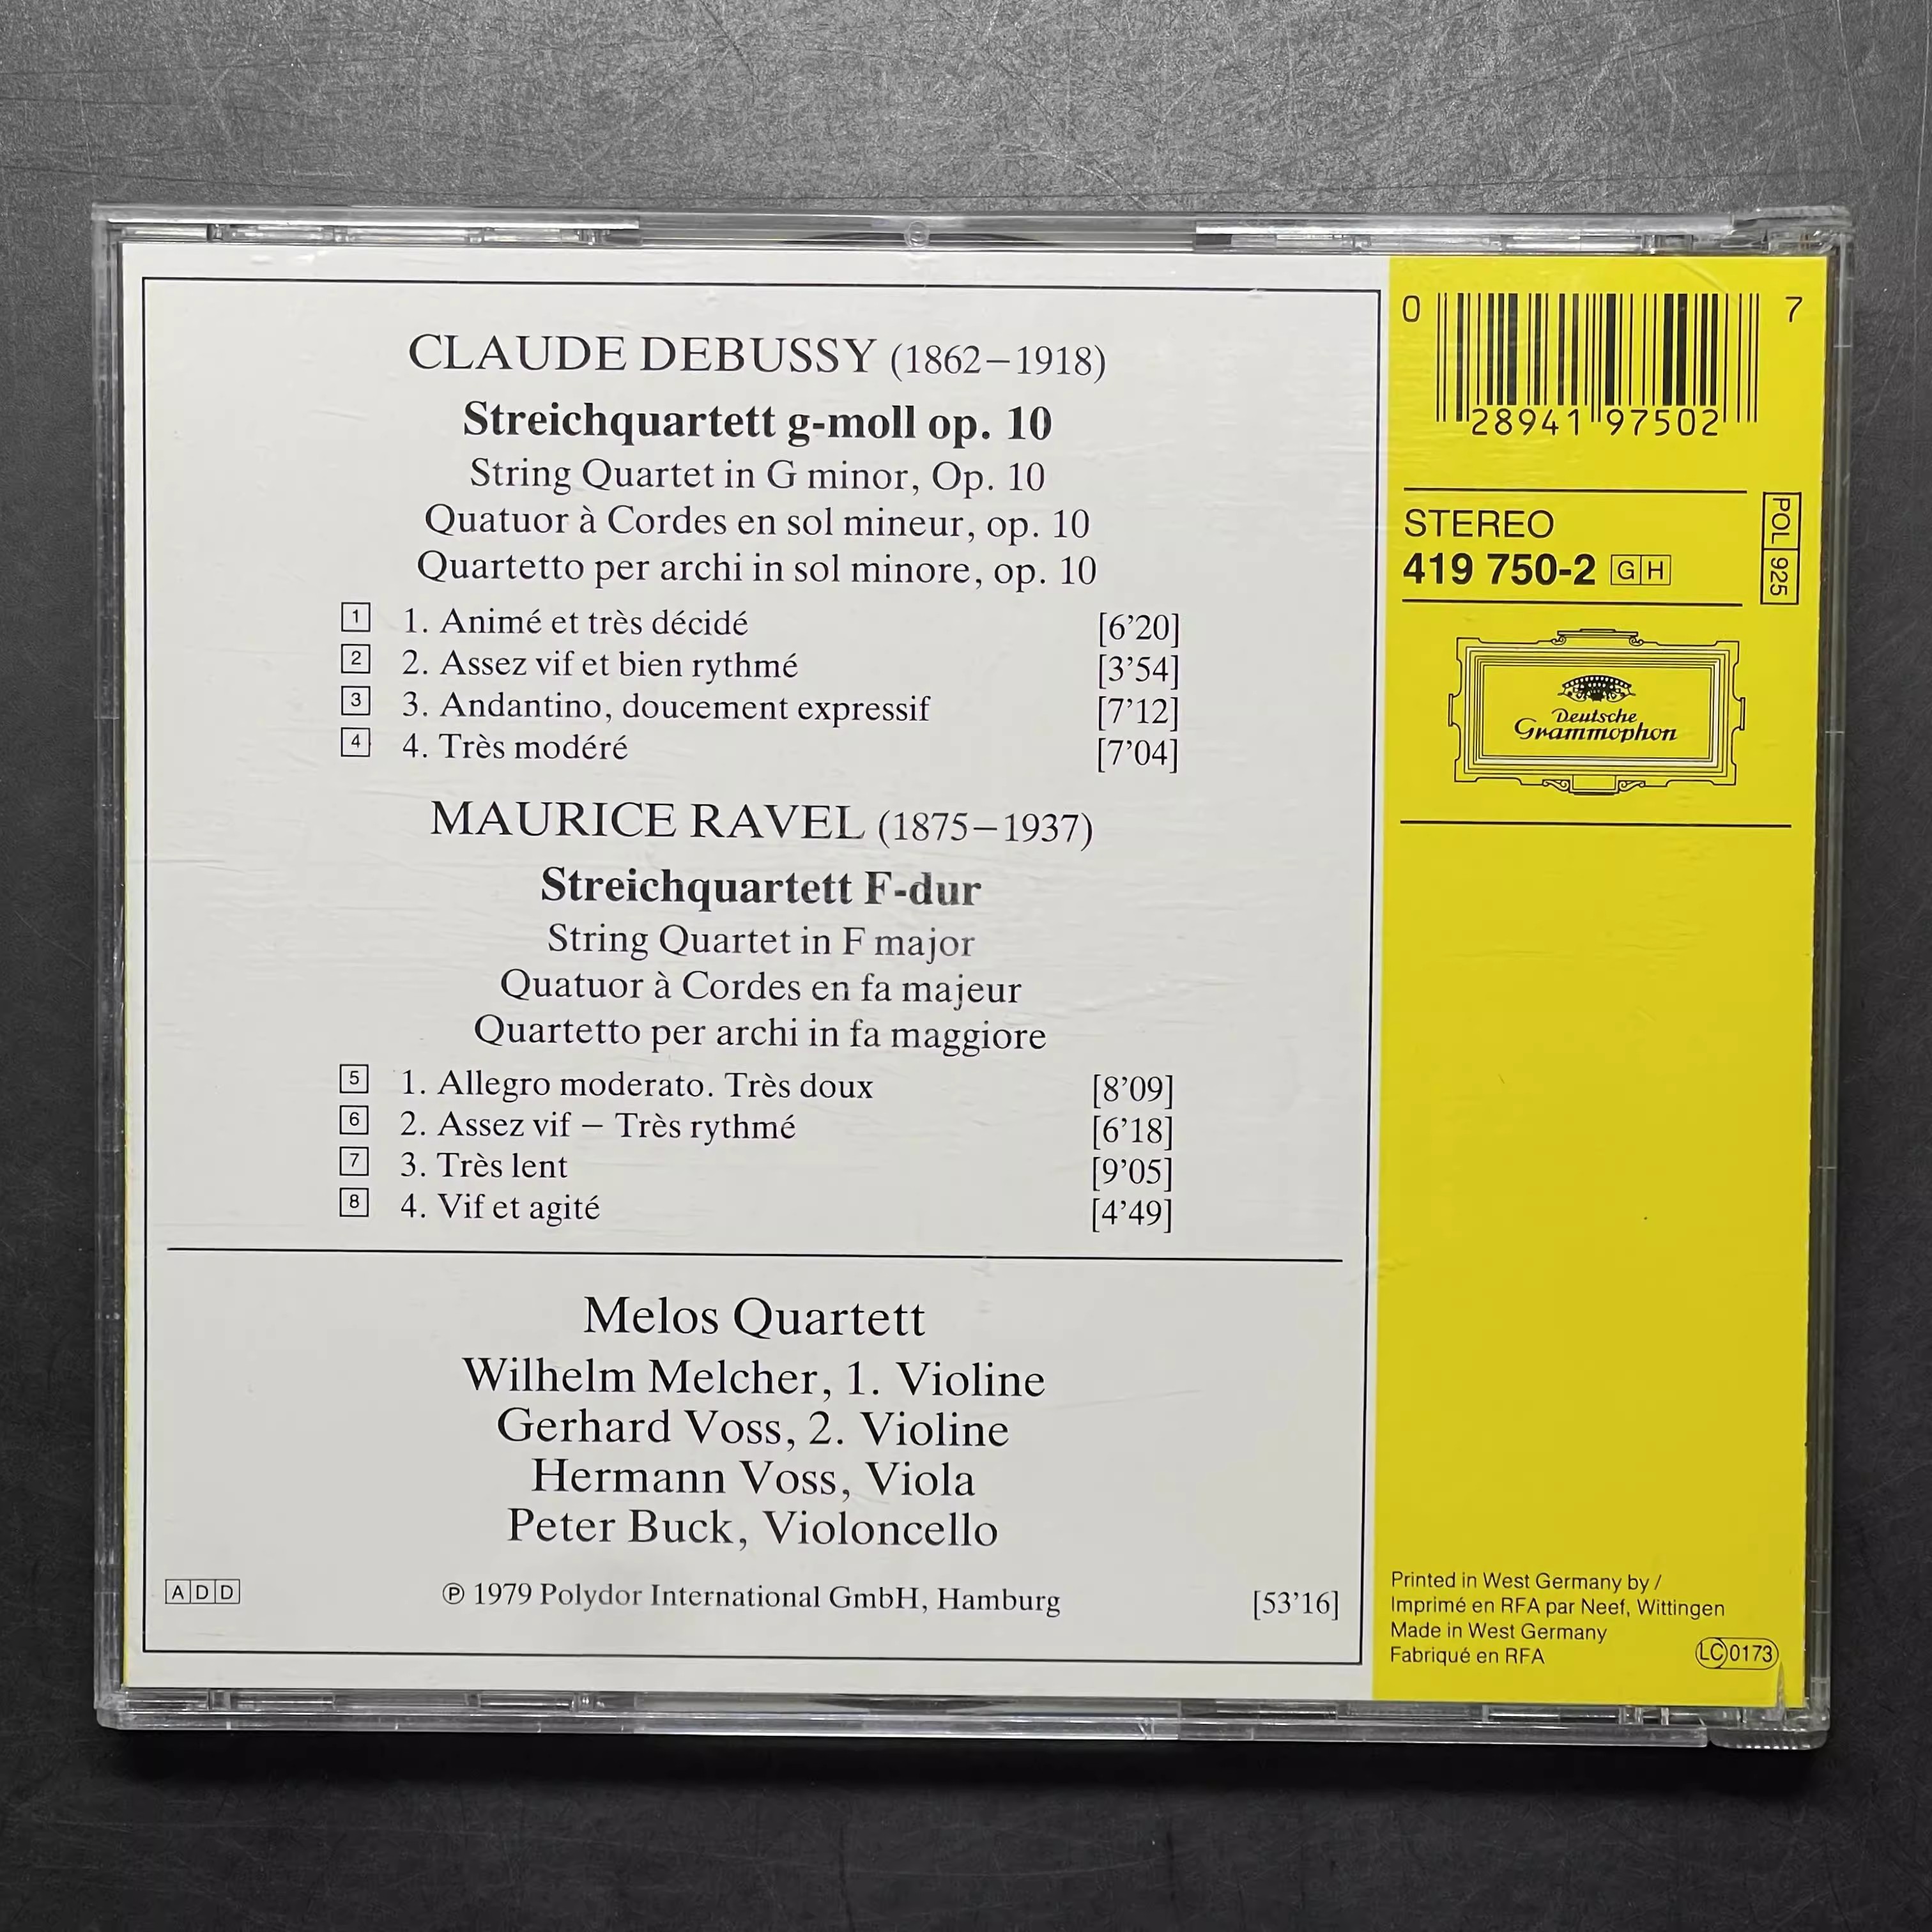 CLAUDE DEBUSSY (1862–1918)
Streichquartett g-moll op. 10
String Quartet in G minor, Op. 10
Quatuor à Cordes en sol mineur, op. 10
Quartetto per archi in sol minore, op. 10
1 1. Animé et très décidé [6’20]
2 2. Assez vif et bien rythmé [3’54]
3 3. Andantino, doucement expressif [7’12]
4 4. Très modéré [7’04]
MAURICE RAVEL (1875–1937)
Streichquartett F-dur
String Quartet in F major
Quatuor à Cordes en fa majeur
Quartetto per archi in fa maggiore
5 1. Allegro moderato. Très doux [8’09]
6 2. Assez vif – Très rythmé [6’18]
7 3. Très lent [9’05]
8 4. Vif et agité [4’49]
Melos Quartett
Wilhelm Melcher, 1. Violine
Gerhard Voss, 2. Violine
Hermann Voss, Viola
Peter Buck, Violoncello
ADD ℗ 1979 Polydor International GmbH, Hamburg [53’16]
0 28941 97502 7
STEREO
419 750-2 GH
POL 925
Deutsche
Grammophon
Printed in West Germany by /
Imprimé en RFA par Neef, Wittingen
Made in West Germany
Fabriqué en RFA
LC 0173